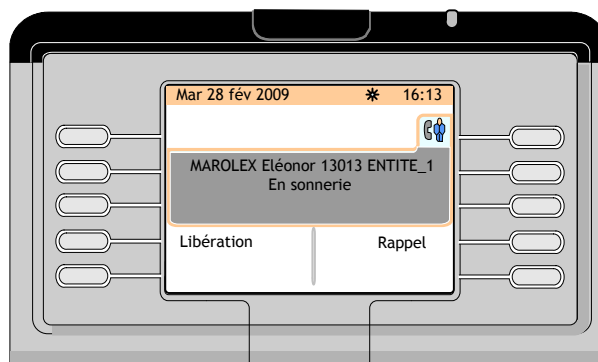 Mar 28 fév 2009 16:13
MAROLEX Eléonor 13013 ENTITE_1
En sonnerie
Libération Rappel